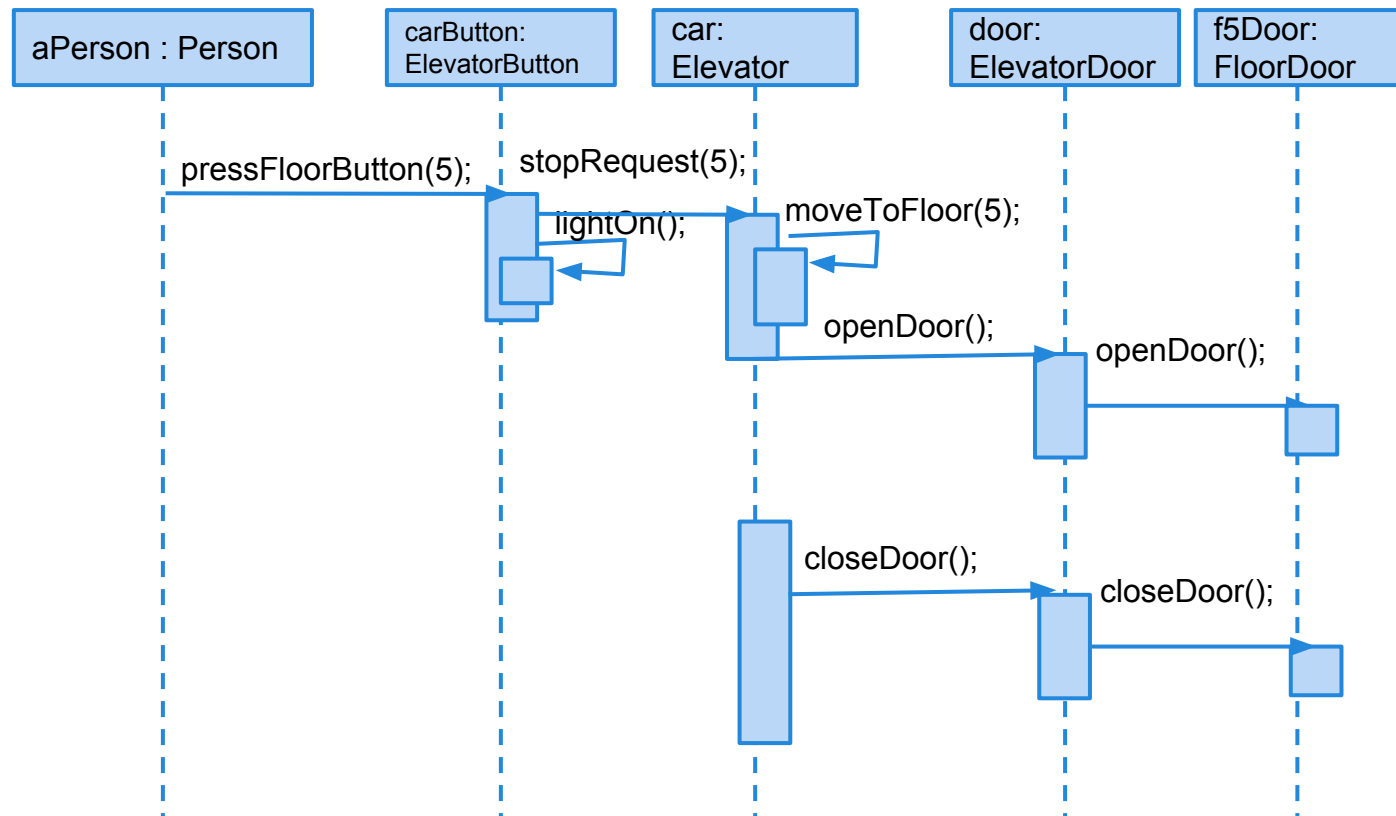 aPerson : Person
carButton:
ElevatorButton
car:
Elevator
door:
ElevatorDoor
f5Door:
FloorDoor
pressFloorButton(5);
stopRequest(5);
lightOn();
moveToFloor(5);
openDoor();
openDoor();
closeDoor();
closeDoor();